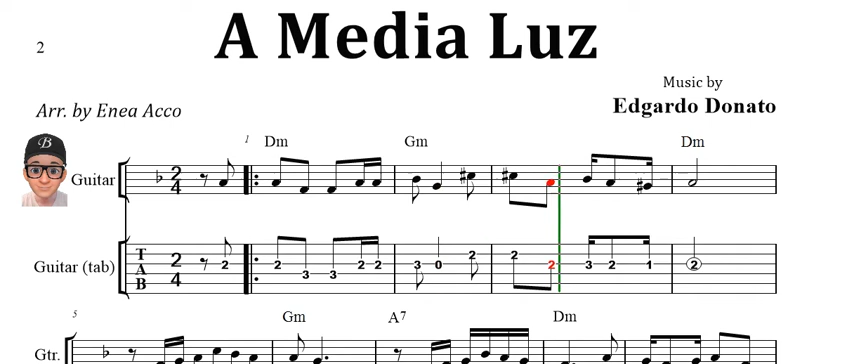 A Media Luz
2
Music by
Edgardo Donato
Arr. by Enea Acco
B
1 Dm Gm Dm
Guitar 2 4
Guitar (tab) T A B 2 4 2 2 3 3 2 2 3 0 2 2 2 3 2 1 2
5 Gm A7 Dm
Gtr.